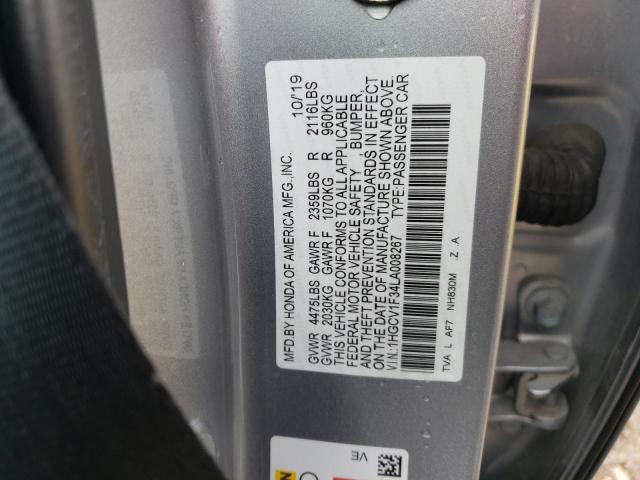 MFD.BY HONDA OF AMERICA MFG.,INC. 10/'19
GVWR 4475LBS GAWR F 2359LBS R 2116LBS
GVWR 2030KG GAWR F 1070KG R 960KG
THIS VEHICLE CONFORMS TO ALL APPLICABLE
FEDERAL MOTOR VEHICLE SAFETY , BUMPER,
AND THEFT PREVENTION STANDARDS IN EFFECT
ON THE DATE OF MANUFACTURE SHOWN ABOVE.
V.I.N.:1HGCV1F34LA008267 TYPE:PASSENGER CAR
TVA L AF7 NH830M Z A
VE